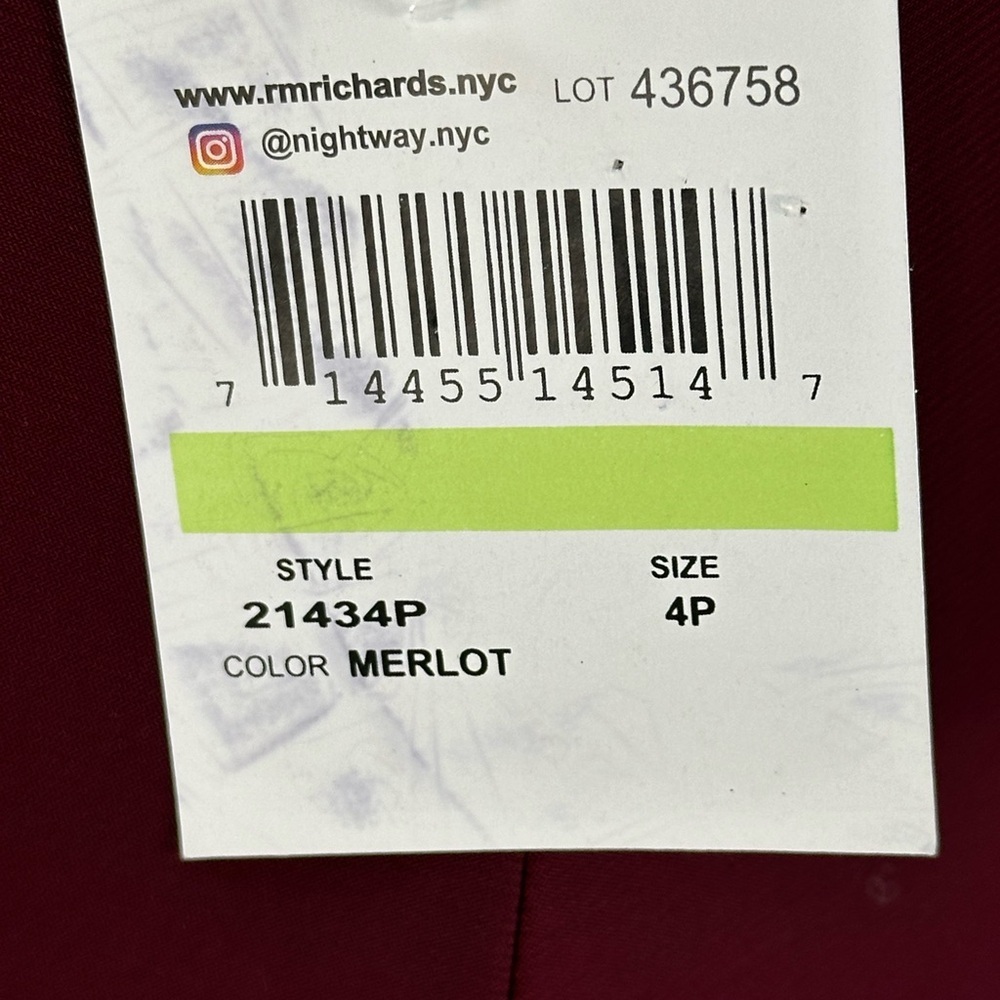 www.rmrichards.nyc LOT 436758
@nightway.nyc
7 14455 14514 7
STYLE SIZE
21434P 4P
COLOR MERLOT